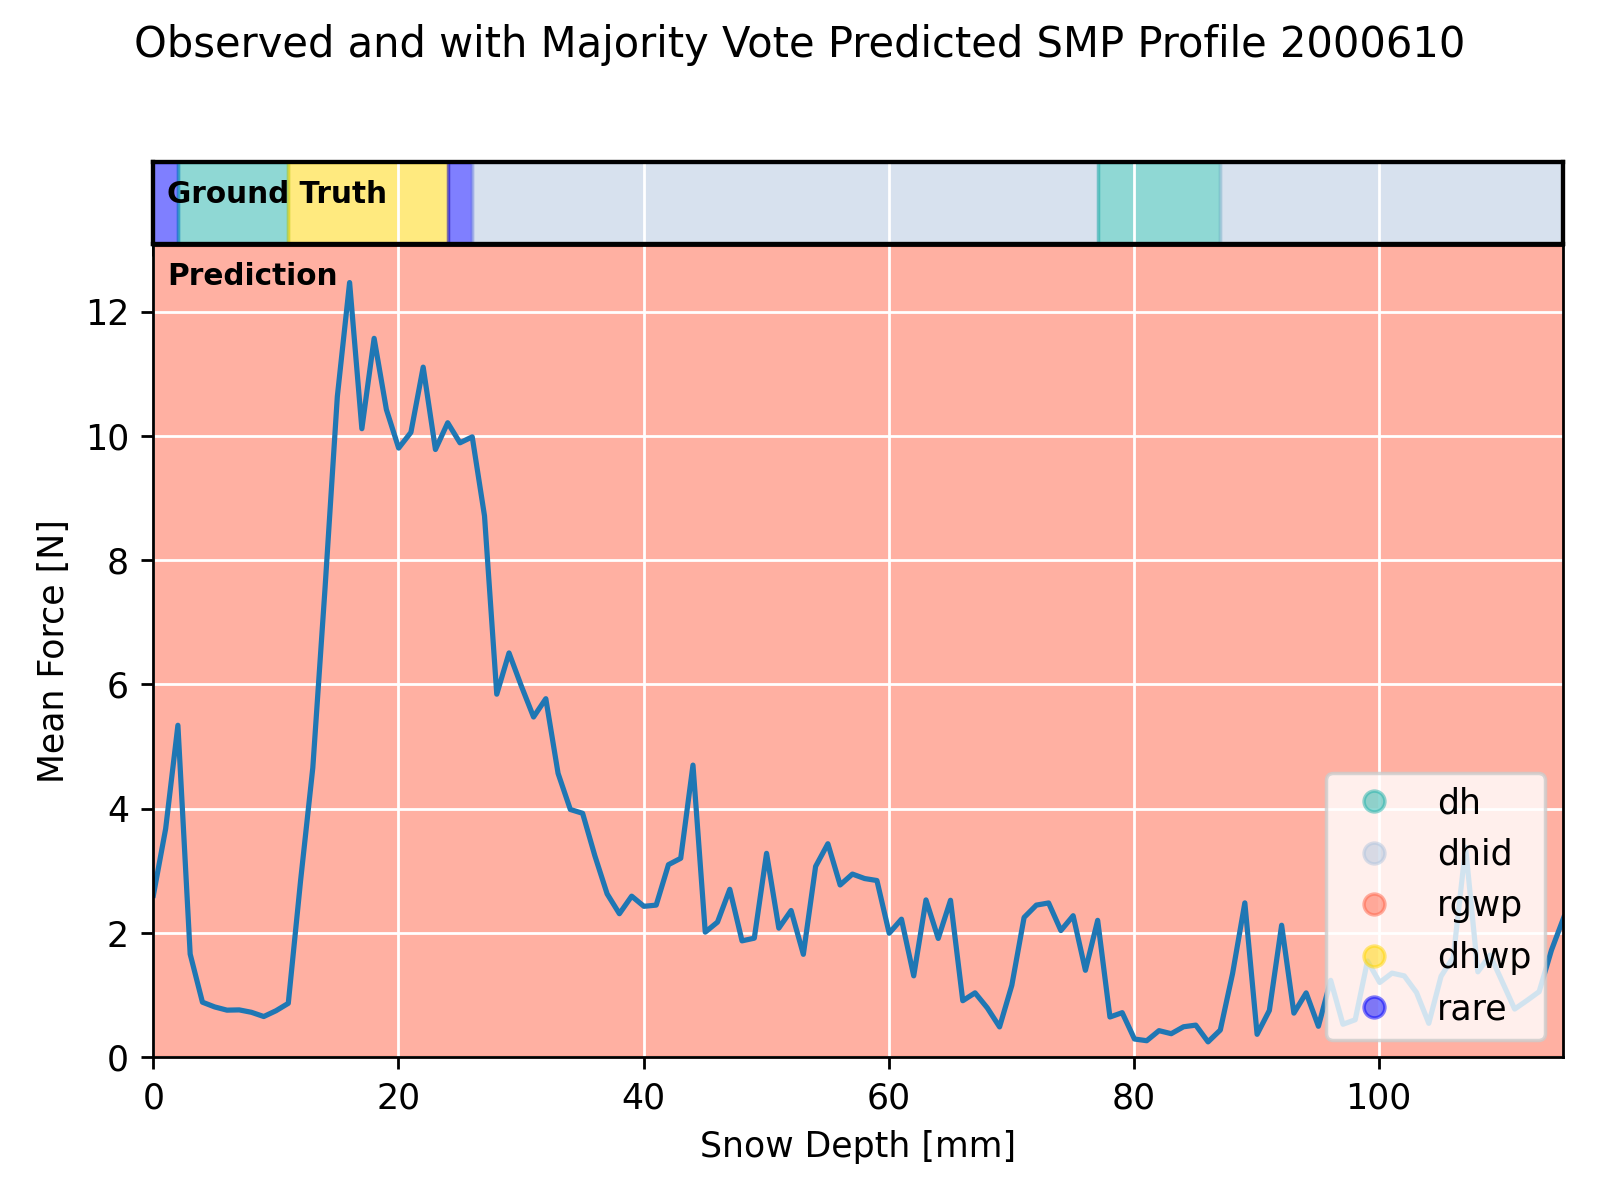 Observed and with Majority Vote Predicted SMP Profile 2000610
Ground Truth
Prediction
12
10
8
6
4
2
0
Mean Force [N]
dh
dhid
rgwp
dhwp
rare
0 20 40 60 80 100
Snow Depth [mm]